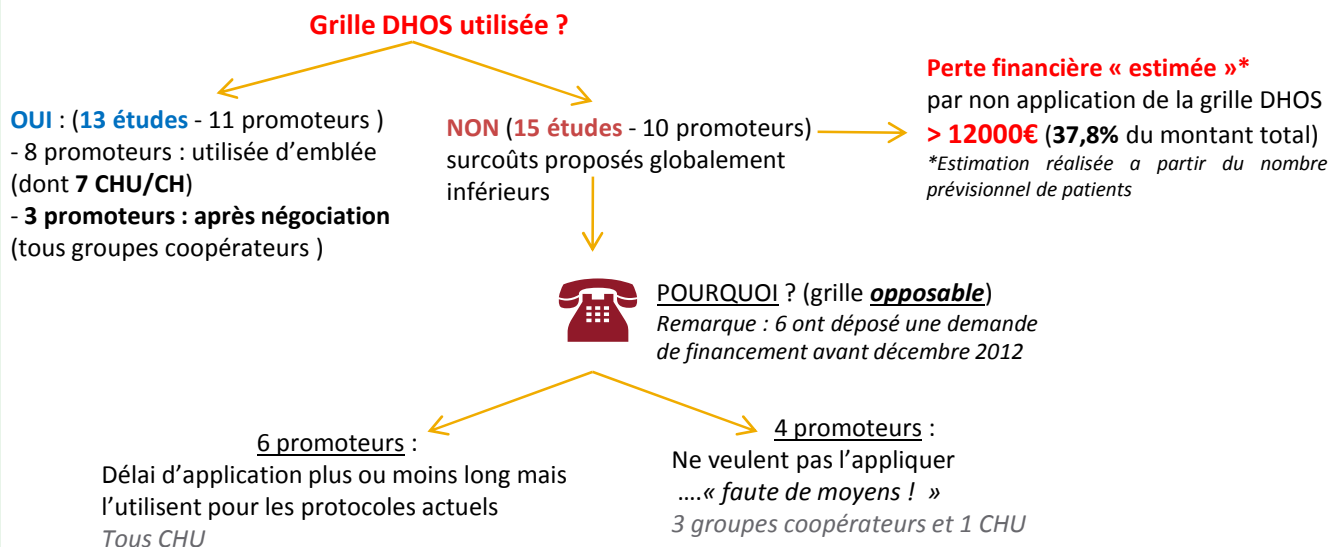 Grille DHOS utilisée ?
OUI : (13 études - 11 promoteurs )
- 8 promoteurs : utilisée d'emblée
(dont 7 CHU/CH)
- 3 promoteurs : après négociation
(tous groupes coopérateurs )
NON (15 études - 10 promoteurs)
surcoûts proposés globalement
inférieurs
Perte financière « estimée »*
par non application de la grille DHOS
> 12000€ (37,8% du montant total)
*Estimation réalisée a partir du nombre
prévisionnel de patients
POURQUOI ? (grille opposable)
Remarque : 6 ont déposé une demande
de financement avant décembre 2012
6 promoteurs :
Délai d'application plus ou moins long mais
l'utilisent pour les protocoles actuels
Tous CHU
4 promoteurs :
Ne veulent pas l'appliquer
….« faute de moyens ! »
3 groupes coopérateurs et 1 CHU